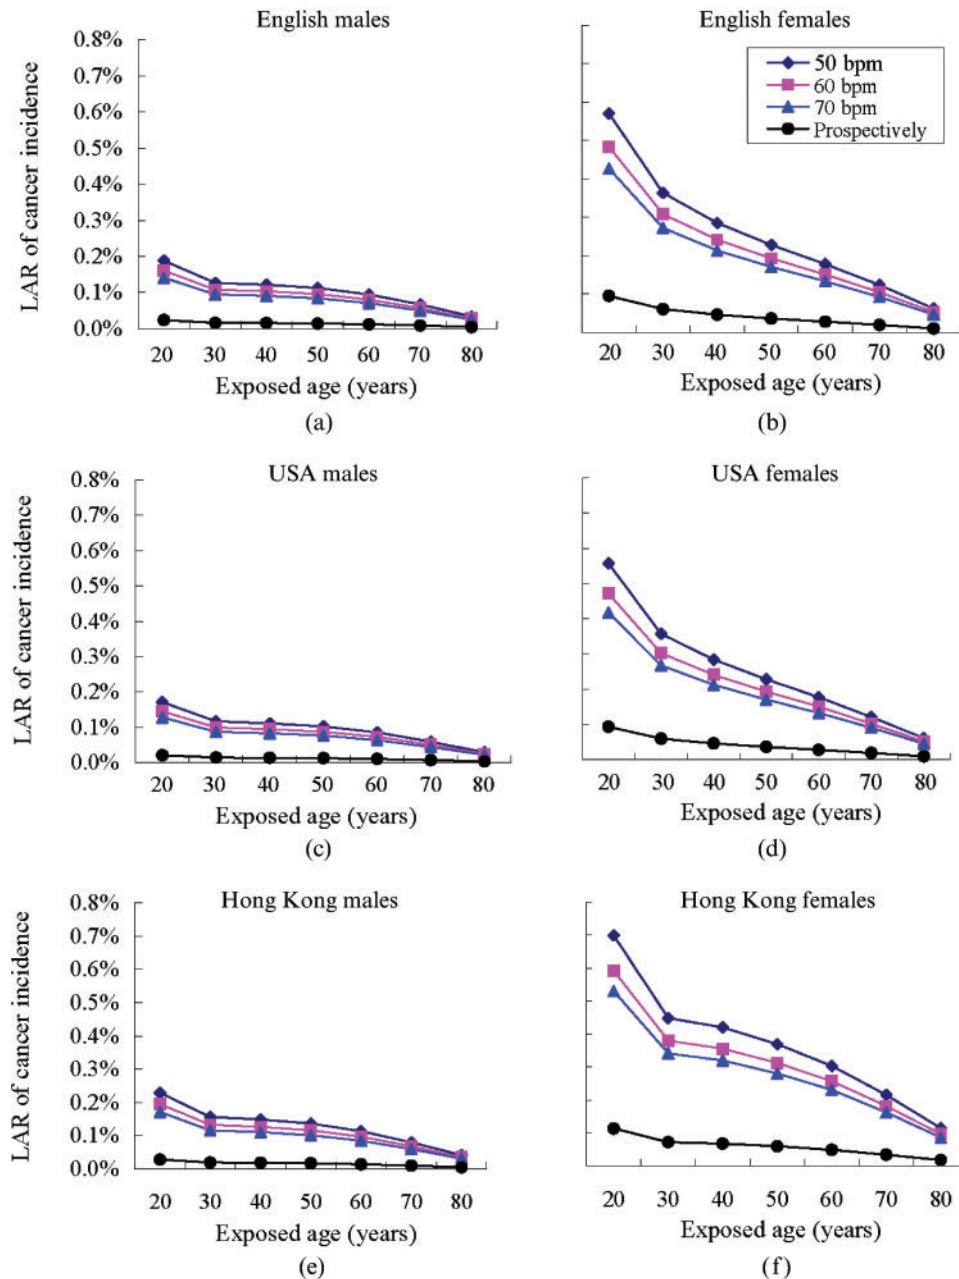 English males
0.8%
0.7%
0.6%
0.5%
0.4%
0.3%
0.2%
0.1%
0.0%
LAR of cancer incidence
20 30 40 50 60 70 80
Exposed age (years)
(a)
English females
50 bpm
60 bpm
70 bpm
Prospectively
20 30 40 50 60 70 80
Exposed age (years)
(b)
USA males
0.8%
0.7%
0.6%
0.5%
0.4%
0.3%
0.2%
0.1%
0.0%
LAR of cancer incidence
20 30 40 50 60 70 80
Exposed age (years)
(c)
USA females
20 30 40 50 60 70 80
Exposed age (years)
(d)
Hong Kong males
0.8%
0.7%
0.6%
0.5%
0.4%
0.3%
0.2%
0.1%
0.0%
LAR of cancer incidence
20 30 40 50 60 70 80
Exposed age (years)
(e)
Hong Kong females
20 30 40 50 60 70 80
Exposed age (years)
(f)